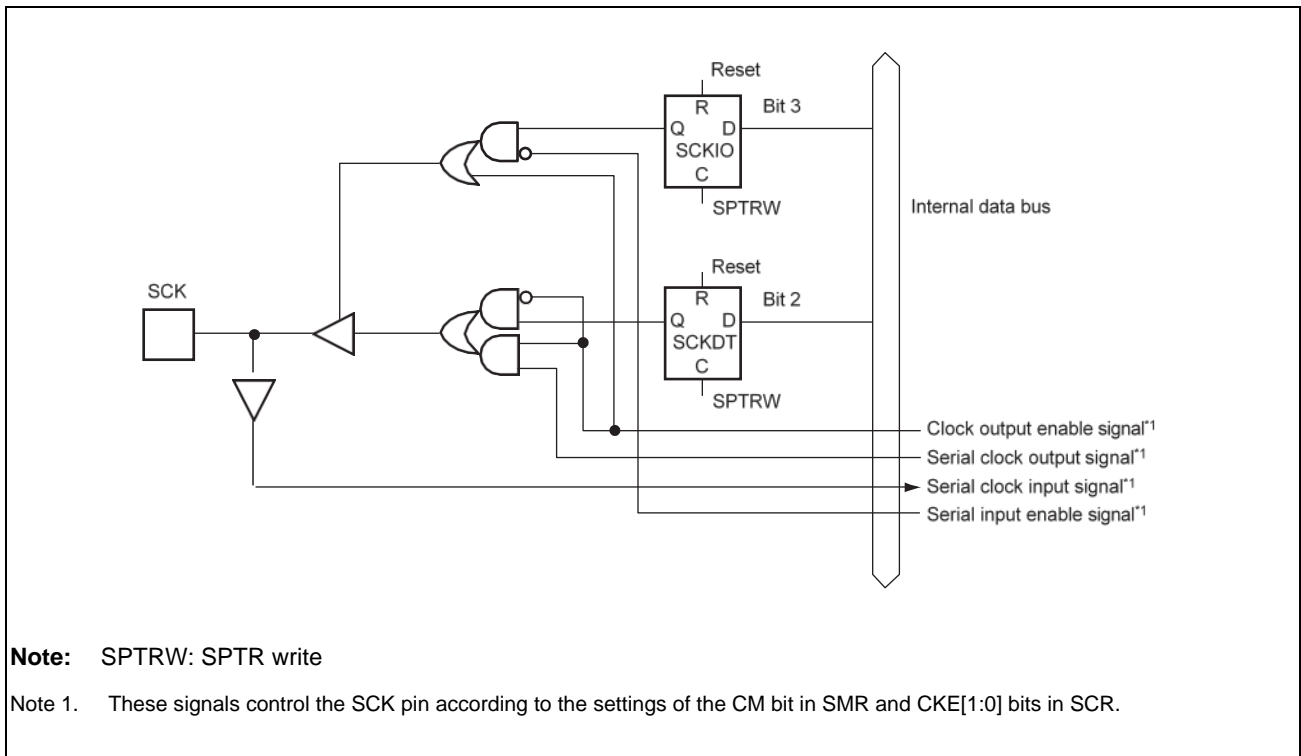 Reset
R Bit 3
Q D
SCKIO
C
SPTRW
Internal data bus
Reset
SCK
R Bit 2
Q D
SCKDT
C
SPTRW
Clock output enable signal*1
Serial clock output signal*1
Serial clock input signal*1
Serial input enable signal*1
Note: SPTRW: SPTR write
Note 1. These signals control the SCK pin according to the settings of the CM bit in SMR and CKE[1:0] bits in SCR.